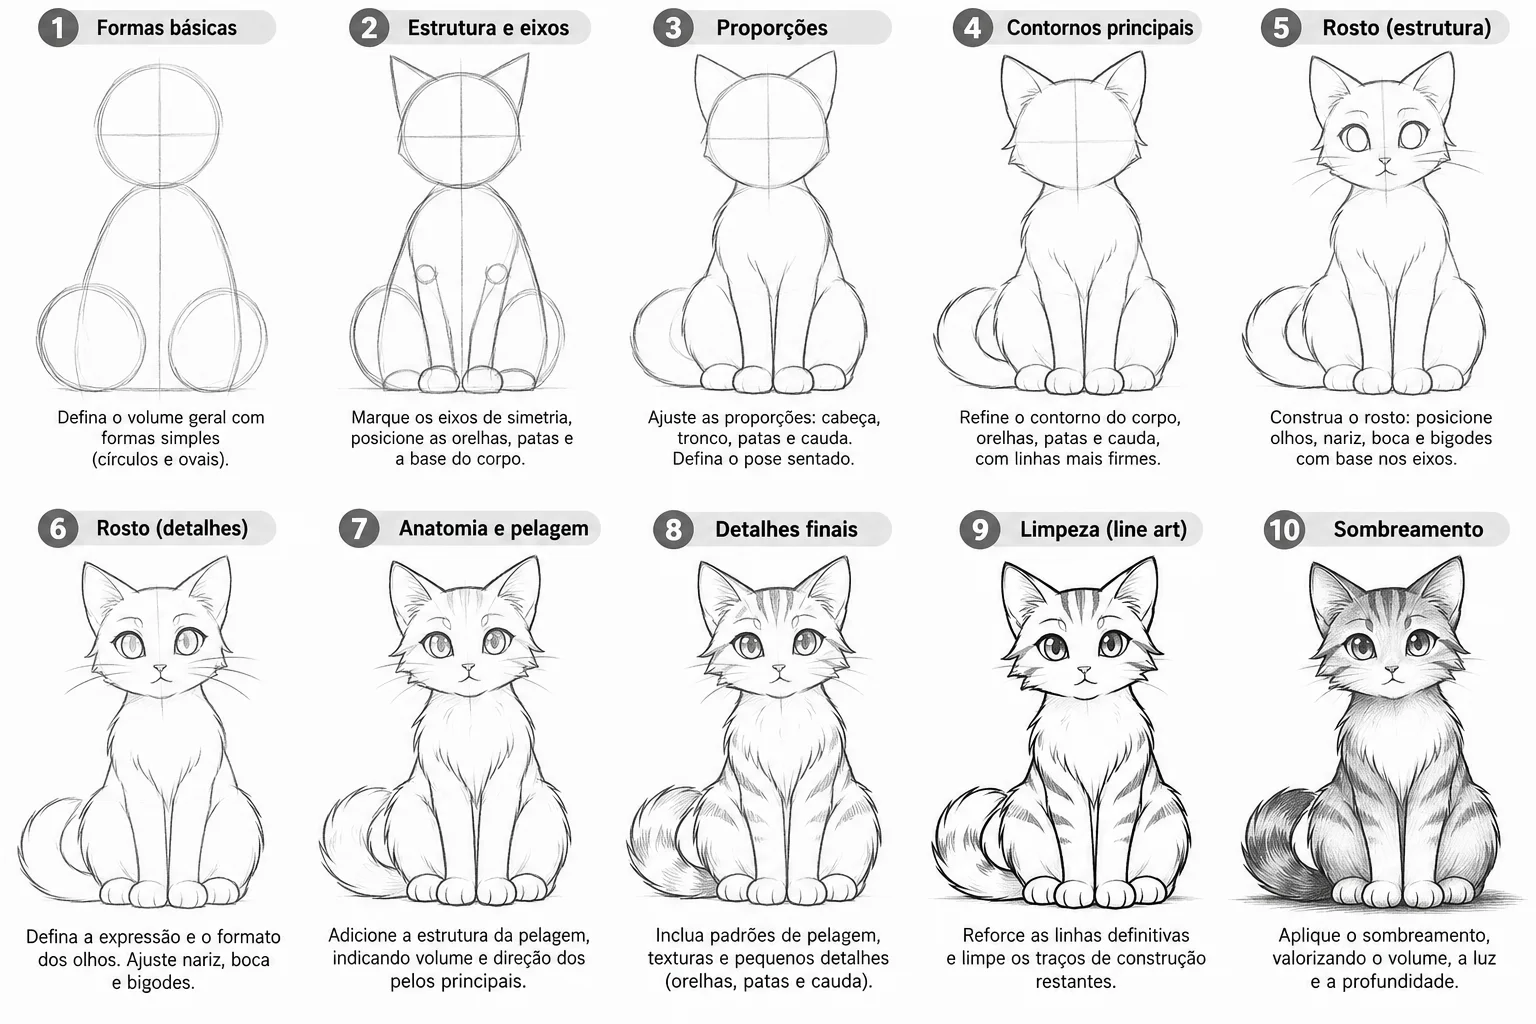 1 Formas básicas
Defina o volume geral com
formas simples
(círculos e ovais).
2 Estrutura e eixos
Marque os eixos de simetria,
posicione as orelhas, patas e
a base do corpo.
3 Proporções
Ajuste as proporções: cabeça,
tronco, patas e cauda.
Defina o pose sentado.
4 Contornos principais
Refine o contorno do corpo,
orelhas, patas e cauda,
com linhas mais firmes.
5 Rosto (estrutura)
Construa o rosto: posicione
olhos, nariz, boca e bigodes
com base nos eixos.
6 Rosto (detalhes)
Defina a expressão e o formato
dos olhos. Ajuste nariz, boca
e bigodes.
7 Anatomia e pelagem
Adicione a estrutura da pelagem,
indicando volume e direção dos
pelos principais.
8 Detalhes finais
Inclua padrões de pelagem,
texturas e pequenos detalhes
(orelhas, patas e cauda).
9 Limpeza (line art)
Reforce as linhas definitivas
e limpe os traços de construção
restantes.
10 Sombreamento
Aplique o sombreamento,
valorizando o volume, a luz
e a profundidade.